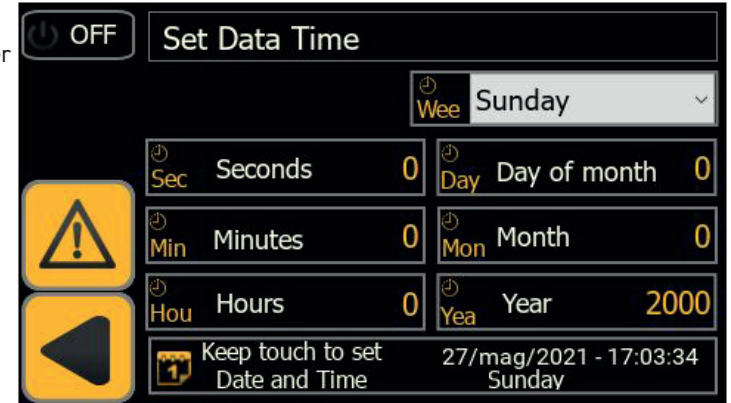 er
OFF
Set Data Time
Wee Sunday
Sec Seconds 0
Day Day of month 0
Min Minutes 0
Mon Month 0
Hou Hours 0
Yea Year 2000
1
Keep touch to set
Date and Time
27/mag/2021 - 17:03:34
Sunday